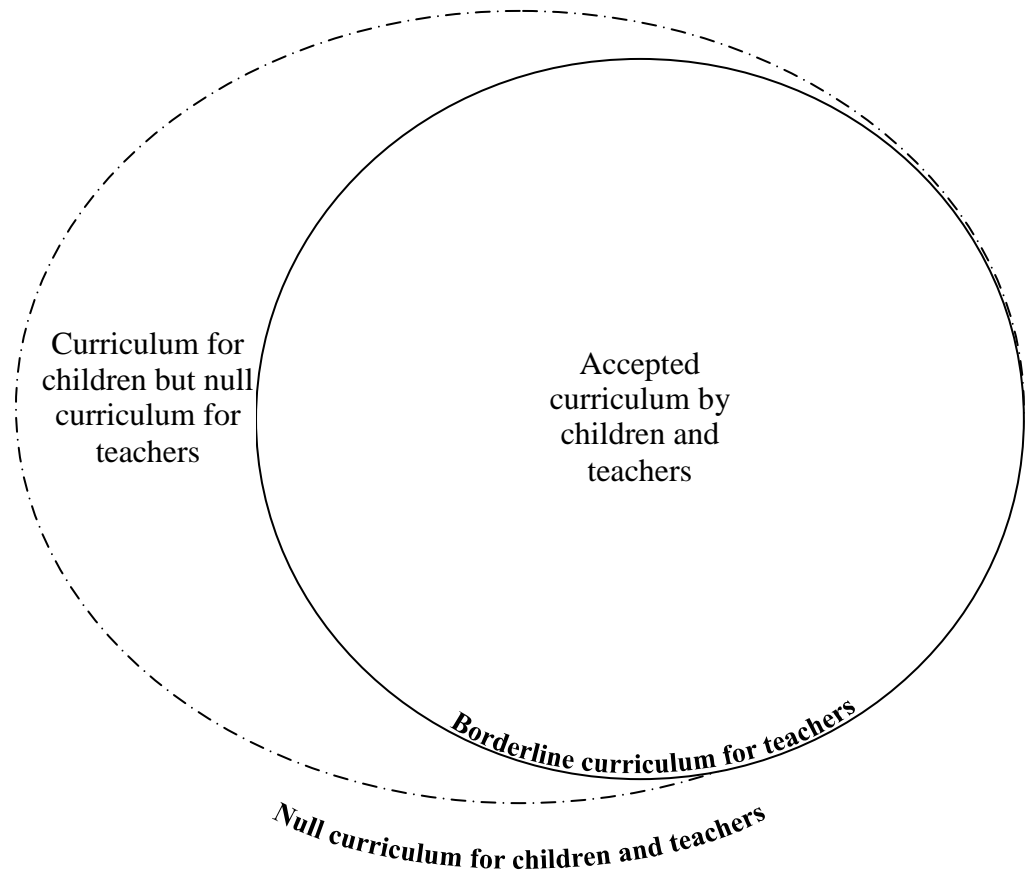 Curriculum for
children but null
curriculum for
teachers
Accepted
curriculum by
children and
teachers
Borderline curriculum for teachers
Null curriculum for children and teachers